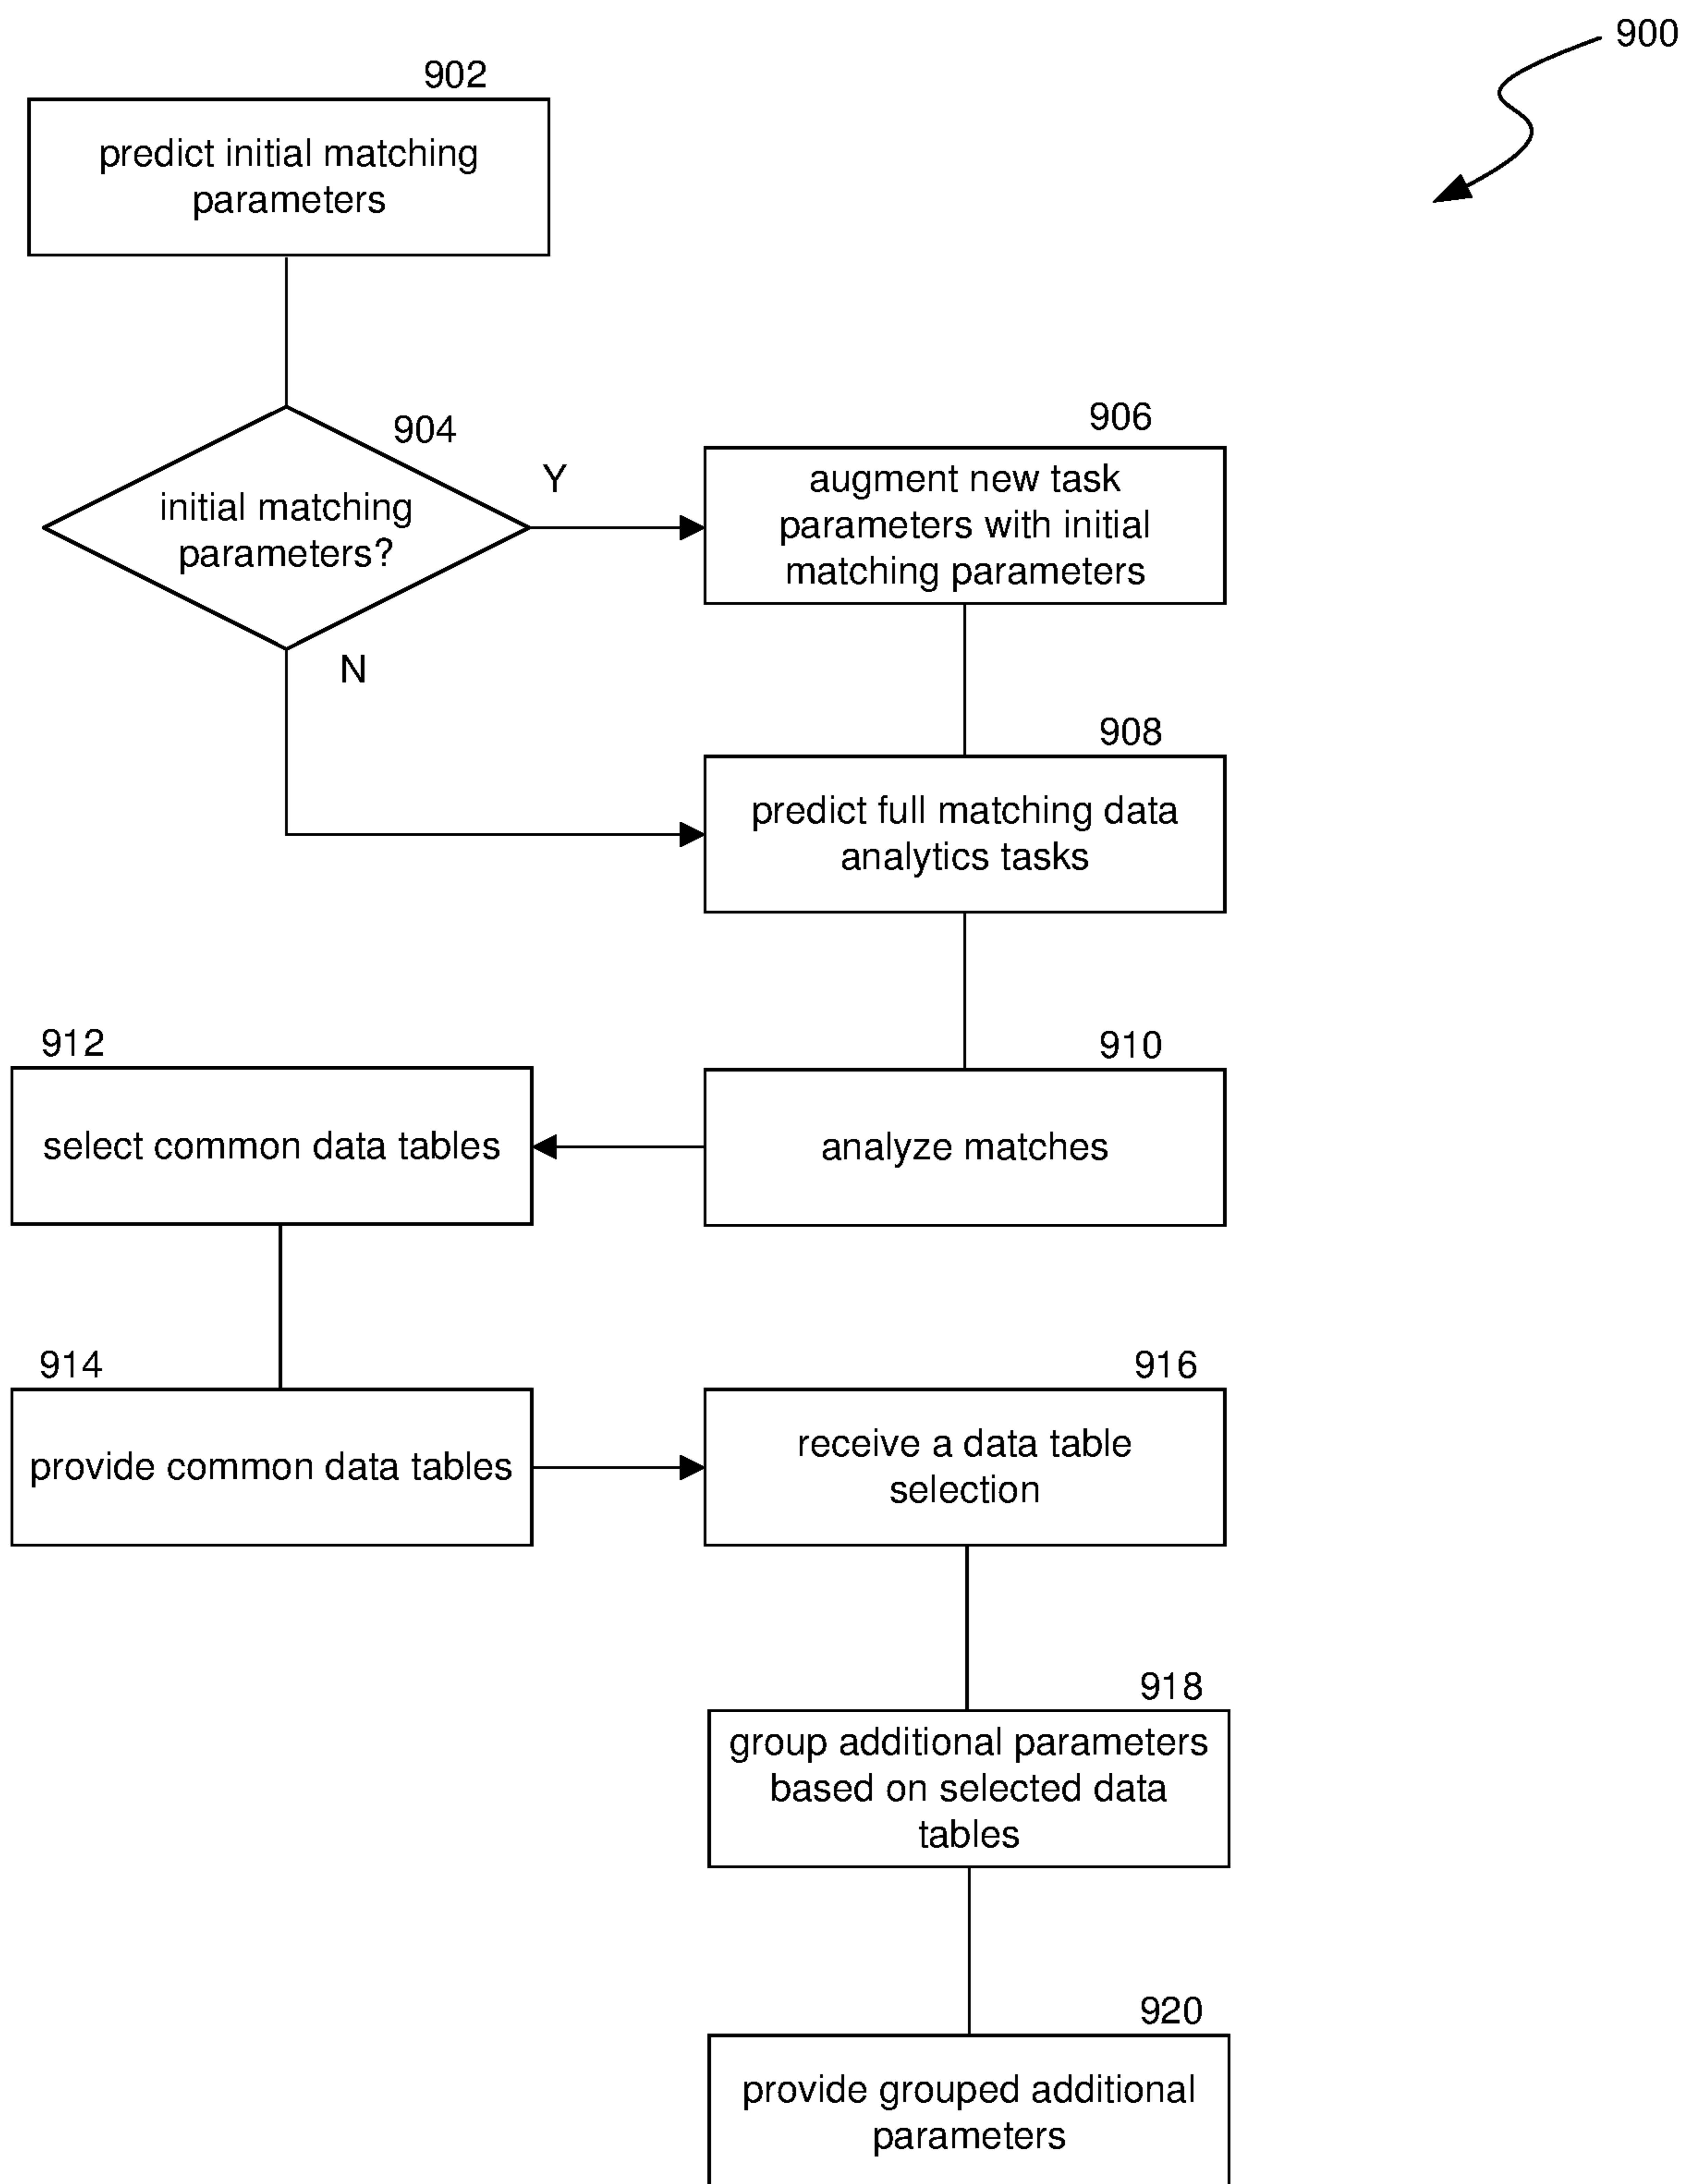 900
902
predict initial matching
parameters
904
initial matching
parameters?
Y
N
906
augment new task
parameters with initial
matching parameters
908
predict full matching data
analytics tasks
910
analyze matches
912
select common data tables
914
provide common data tables
916
receive a data table
selection
918
group additional parameters
based on selected data
tables
920
provide grouped additional
parameters